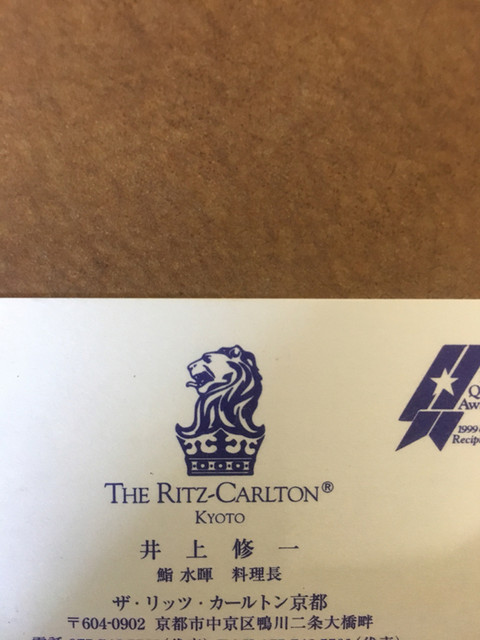 THE RITZ-CARLTON®
KYOTO
井上修一
鮨 水暉 料理長
ザ・リッツ・カールトン京都
〒604-0902 京都市中京区鴨川二条大橋畔
1999